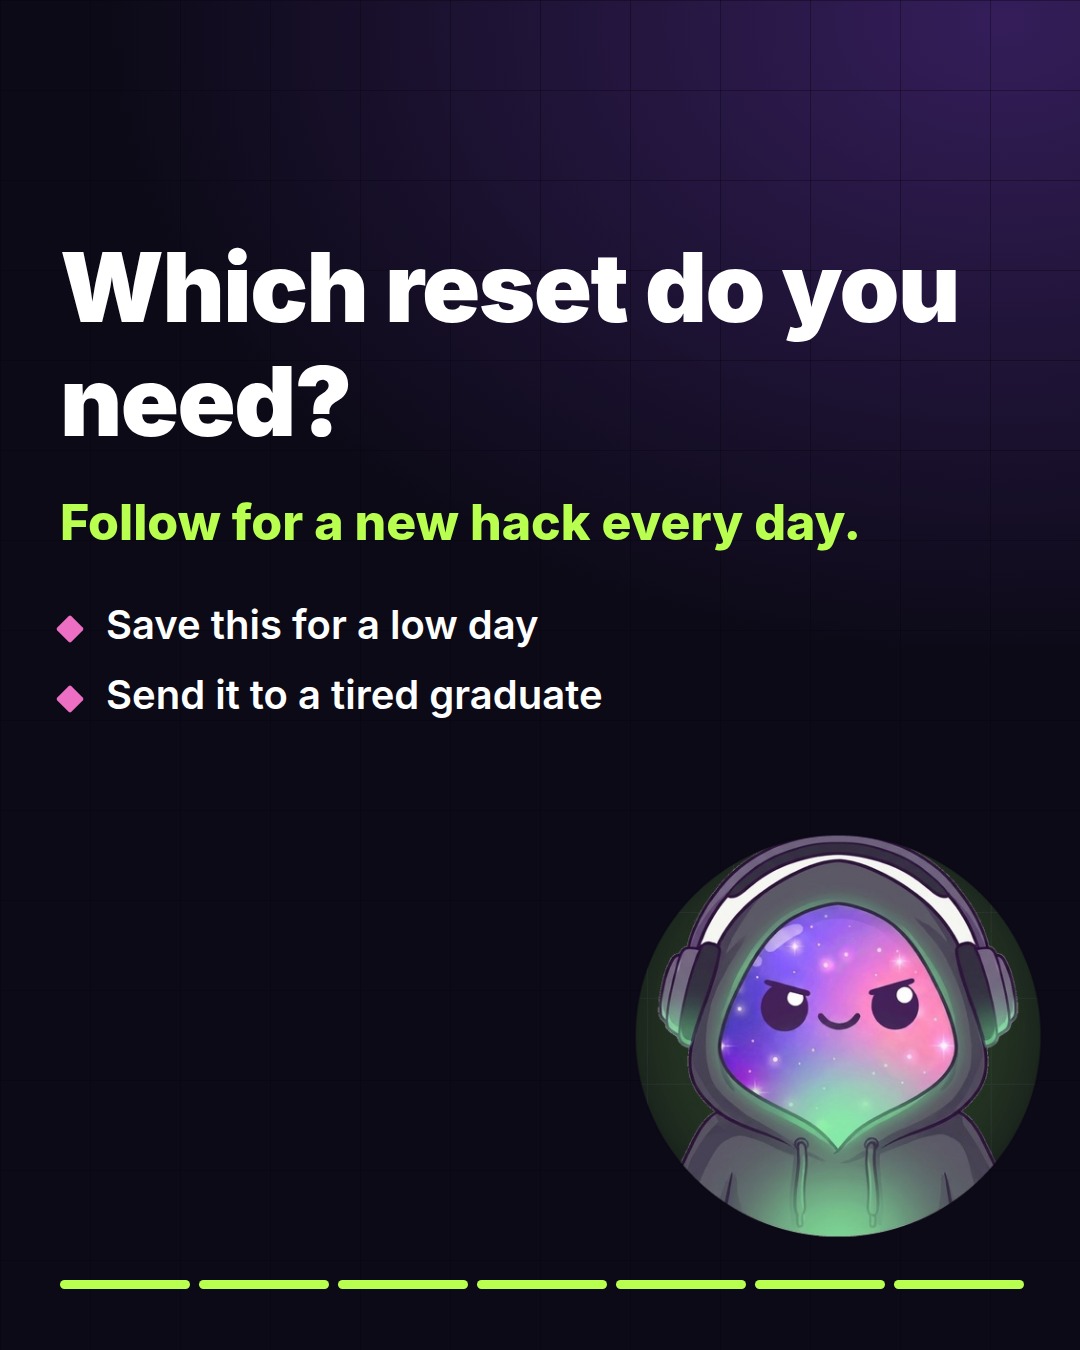 Which reset do you
need?
Follow for a new hack every day.
Save this for a low day
Send it to a tired graduate